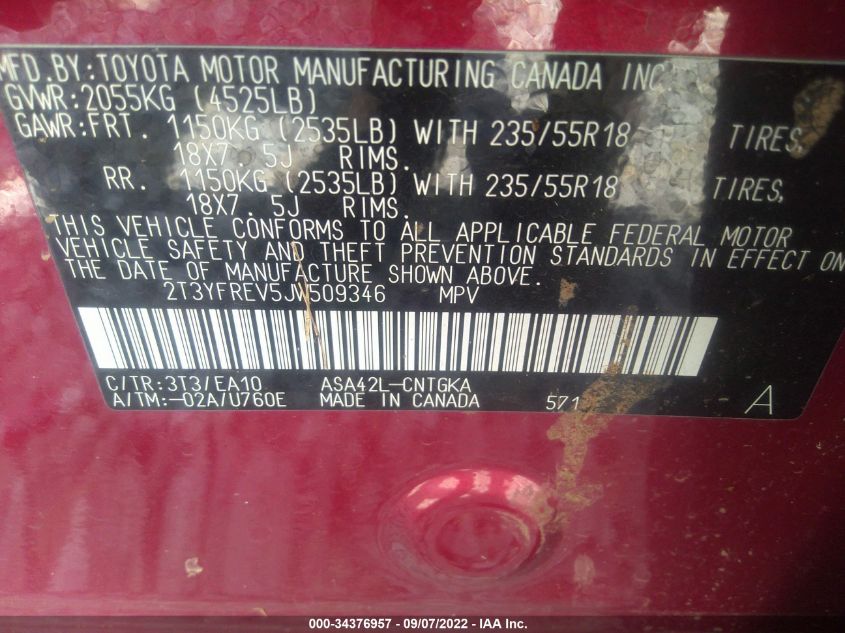 MFD.BY:TOYOTA MOTOR MANUFACTURING CANADA INC.
GVWR:2055KG (4525LB)
GAWR:FRT. 1150KG (2535LB) WITH 235/55R18 TIRES,
18X7.5J RIMS.
RR. 1150KG (2535LB) WITH 235/55R18 TIRES,
18X7.5J RIMS.
THIS VEHICLE CONFORMS TO ALL APPLICABLE FEDERAL MOTOR
VEHICLE SAFETY AND THEFT PREVENTION STANDARDS IN EFFECT ON
THE DATE OF MANUFACTURE SHOWN ABOVE.
2T3YFREV5JW509346 MPV
C/TR:3T3/EA10 ASA42L-CNTGKA
A/TM:-02A/U760E MADE IN CANADA 571 A
000-34376957 - 09/07/2022 - IAA Inc.